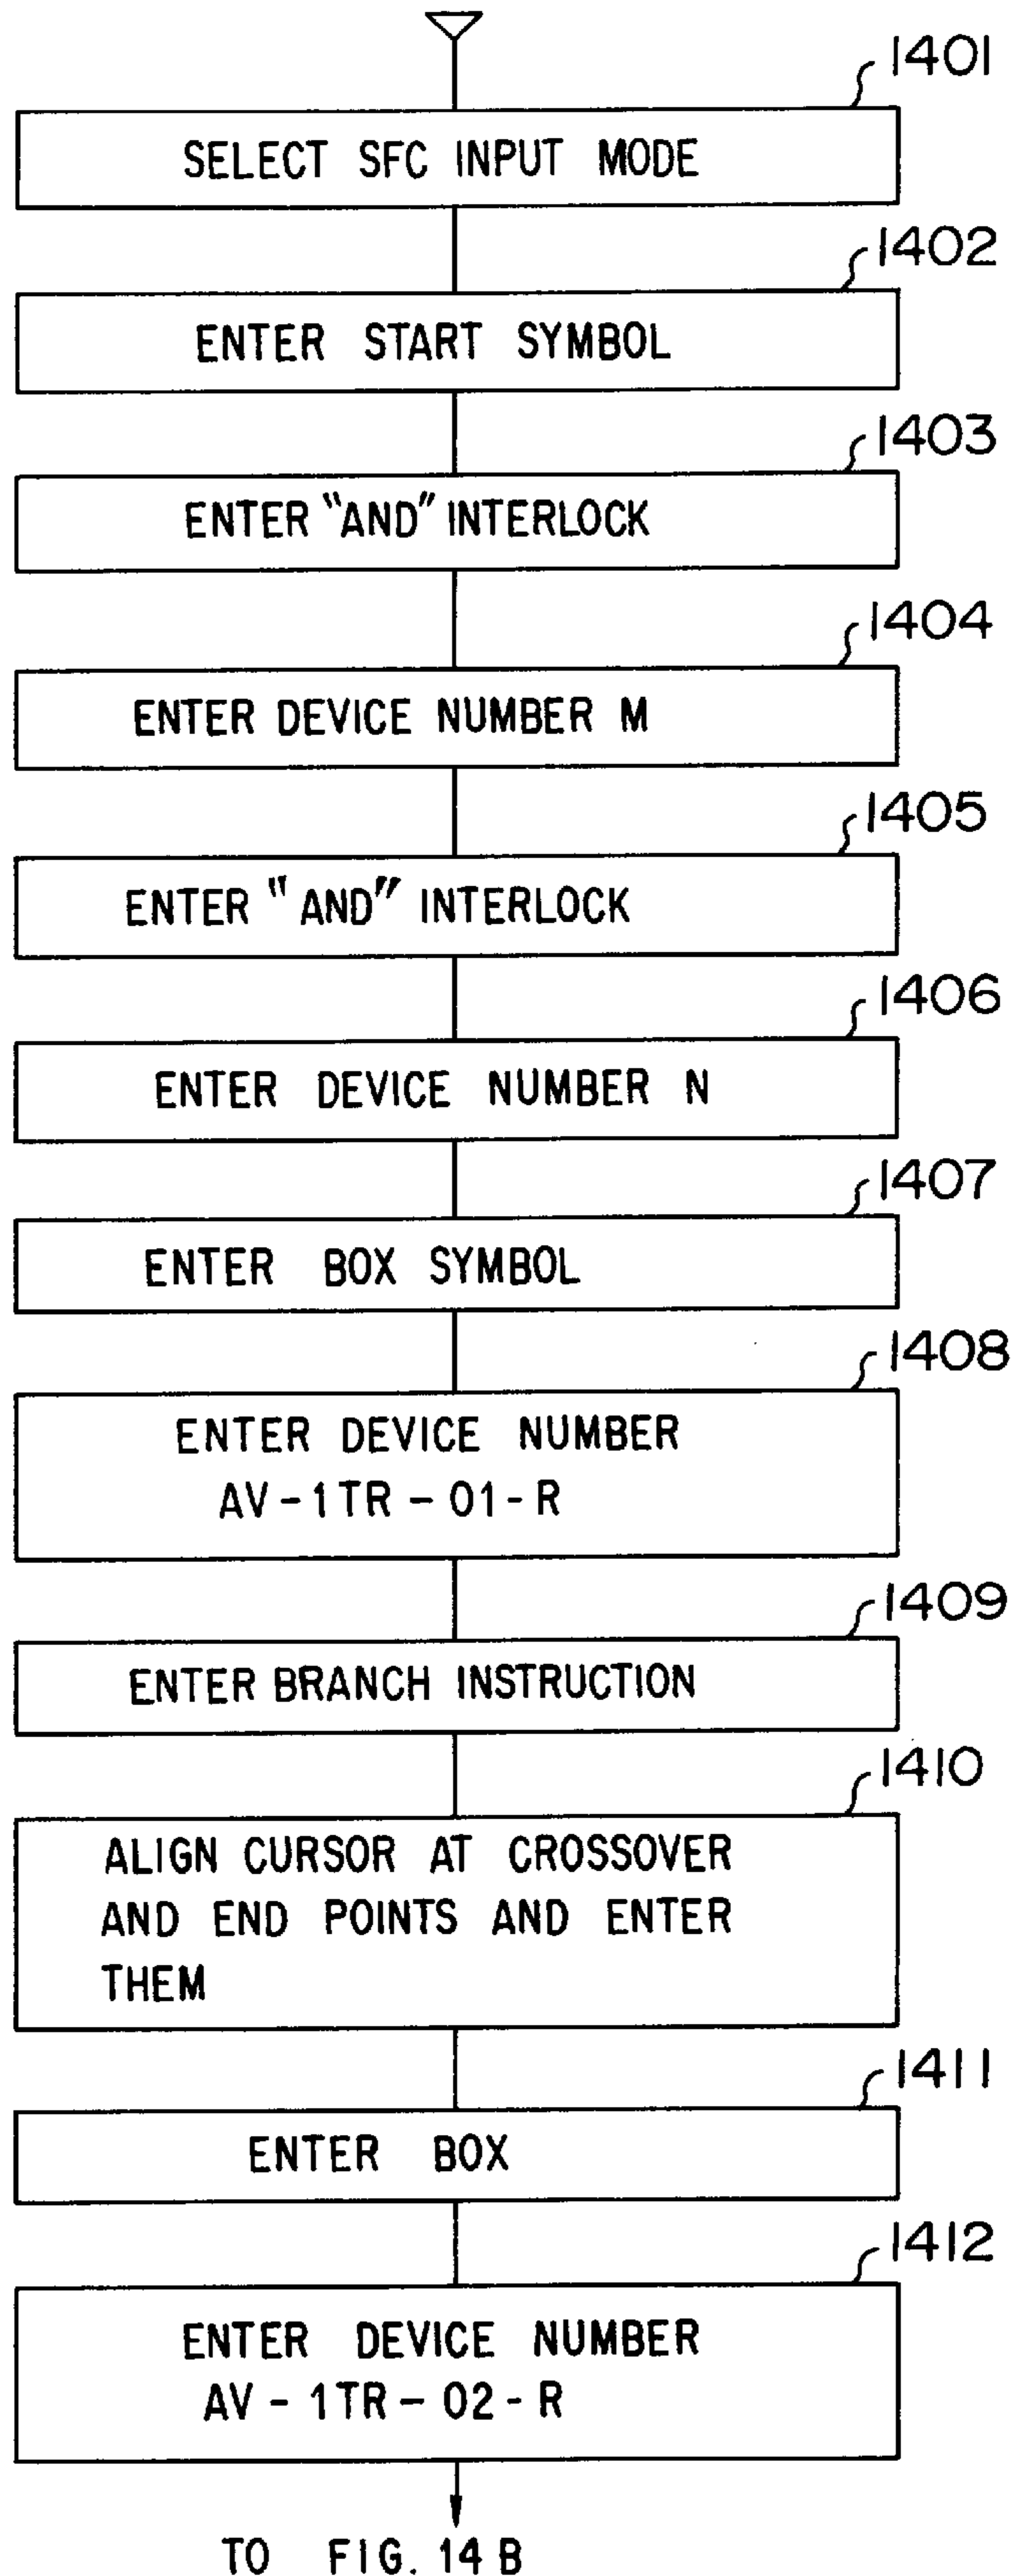 1401
SELECT SFC INPUT MODE
1402
ENTER START SYMBOL
1403
ENTER "AND" INTERLOCK
1404
ENTER DEVICE NUMBER M
1405
ENTER "AND" INTERLOCK
1406
ENTER DEVICE NUMBER N
1407
ENTER BOX SYMBOL
1408
ENTER DEVICE NUMBER
AV-1TR-01-R
1409
ENTER BRANCH INSTRUCTION
1410
ALIGN CURSOR AT CROSSOVER
AND END POINTS AND ENTER
THEM
1411
ENTER BOX
1412
ENTER DEVICE NUMBER
AV-1TR-02-R
TO FIG. 14B